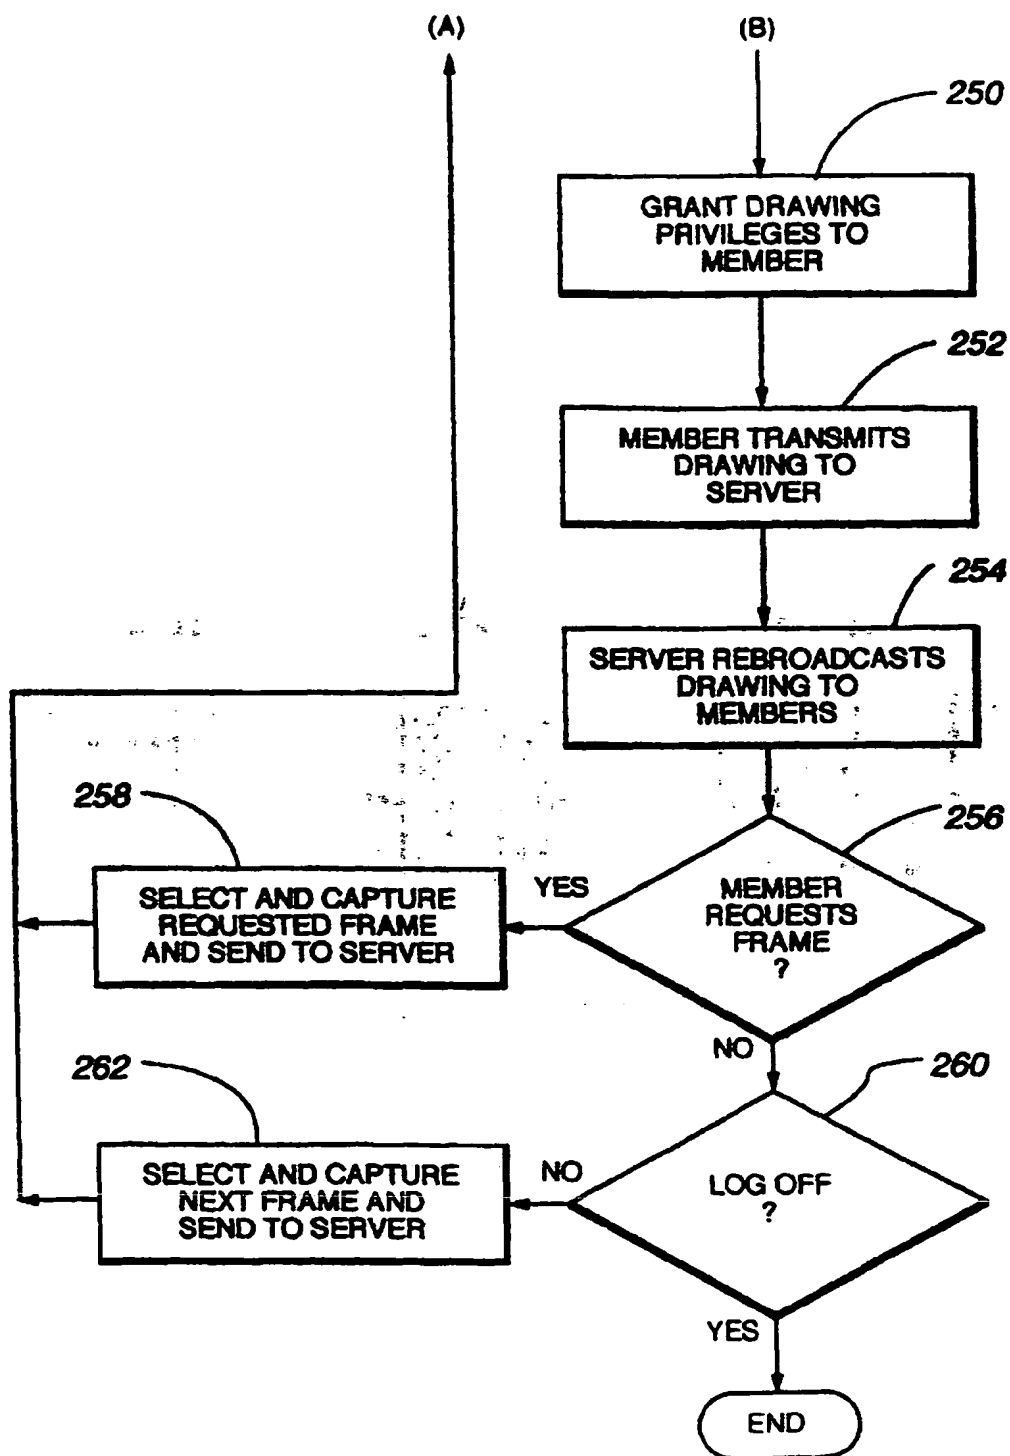 (A)
(B)
250
GRANT DRAWING
PRIVILEGES TO
MEMBER
252
MEMBER TRANSMITS
DRAWING TO
SERVER
254
SERVER REBROADCASTS
DRAWING TO
MEMBERS
256
MEMBER
REQUESTS
FRAME
?
YES
258
SELECT AND CAPTURE
REQUESTED FRAME
AND SEND TO SERVER
NO
260
LOG OFF
?
NO
262
SELECT AND CAPTURE
NEXT FRAME AND
SEND TO SERVER
YES
END